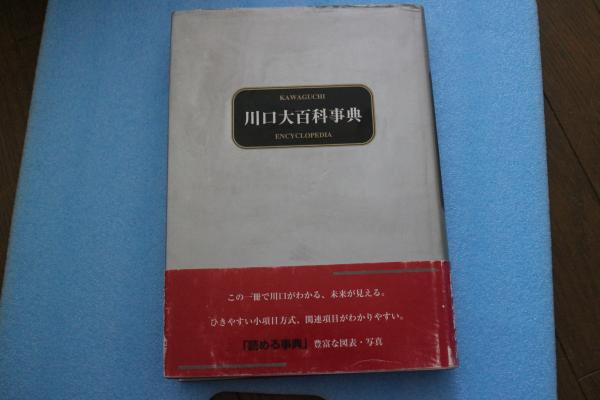 KAWAGUCHI
川口大百科事典
ENCYCLOPEDIA
この一冊で川口がわかる、未来が見える。
ひきやすい小項目方式、関連項目がわかりやすい。
「読める事典」豊富な図表・写真